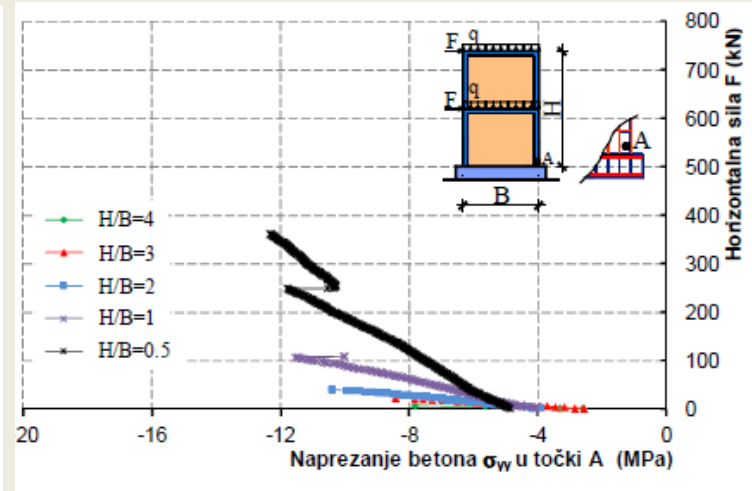 800
700
600
500
400
300
200
100
0
Horizontalna sila F (kN)
F q
F q
H
A
B
A
H/B=4
H/B=3
H/B=2
H/B=1
H/B=0.5
20 -16 -12 -8 -4 0
Naprezanje betona σyy u točki A (MPa)